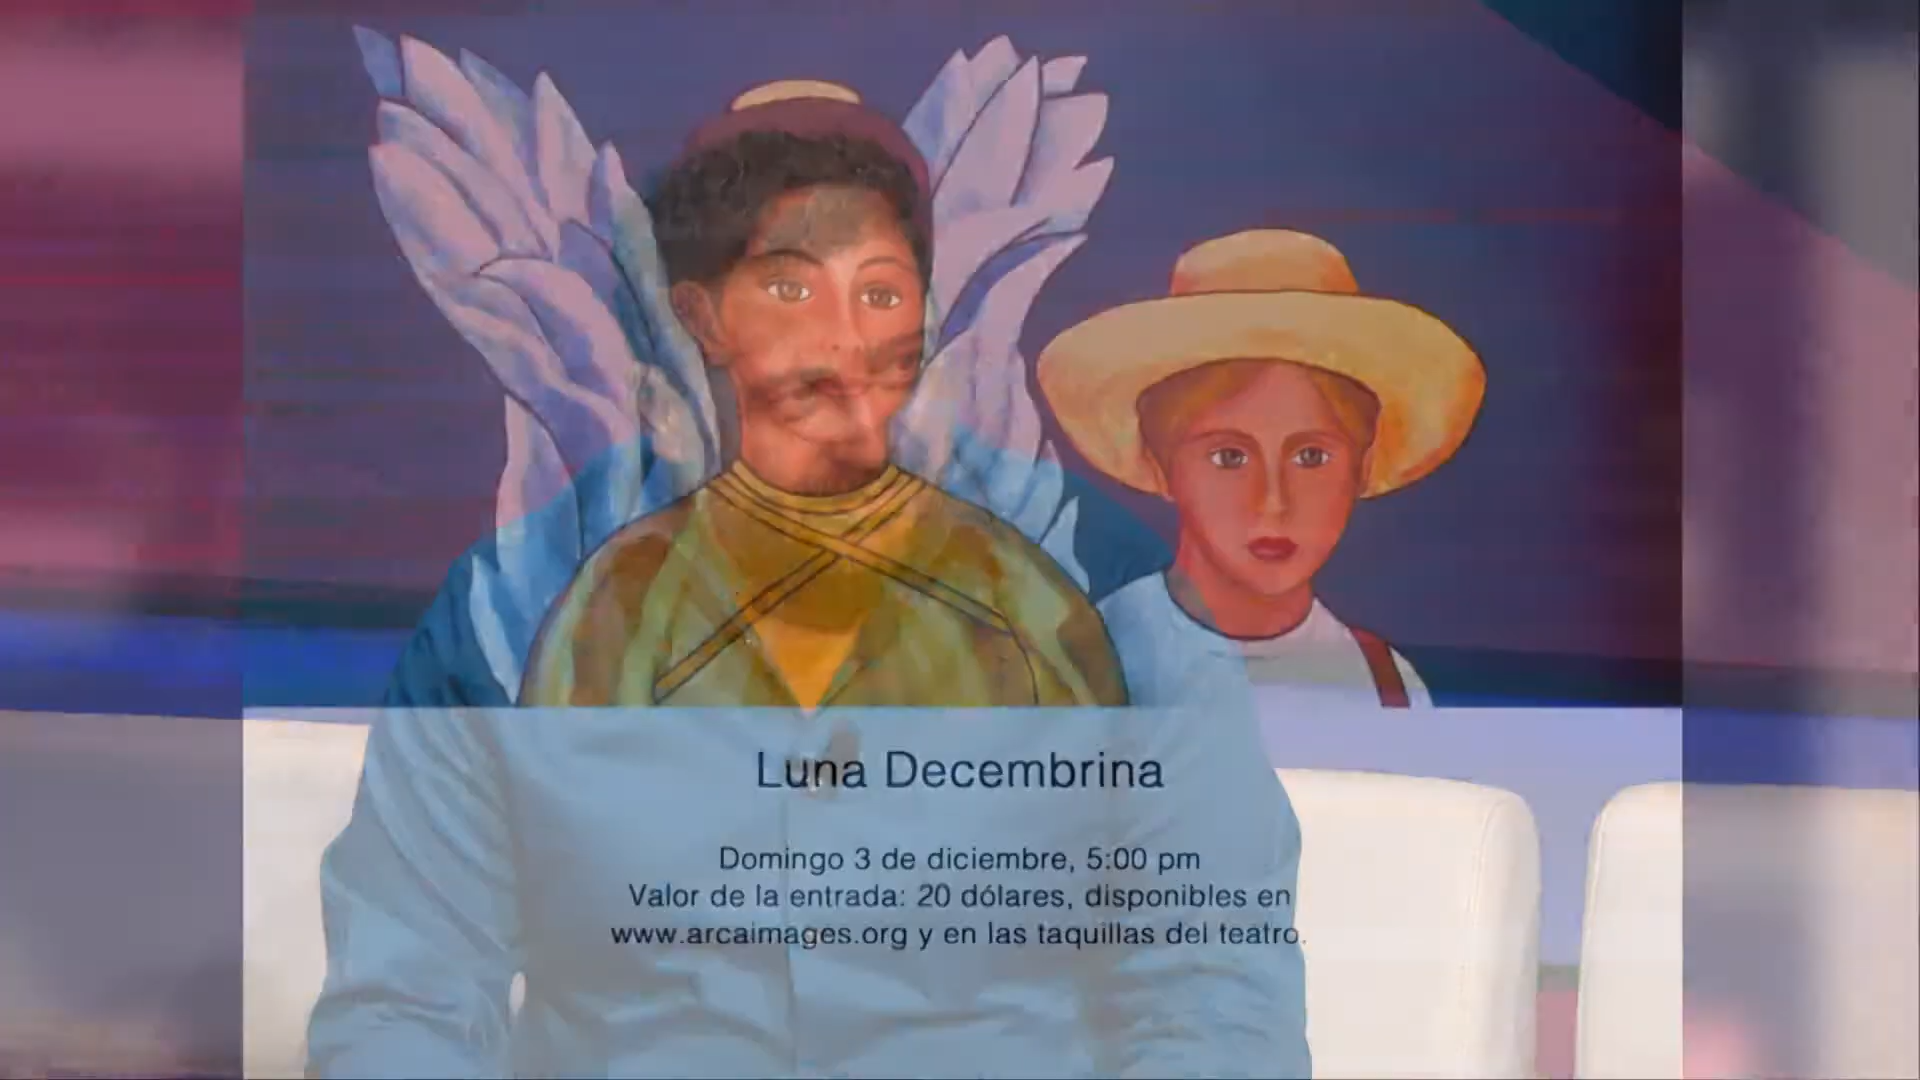 Luna Decembrina
Domingo 3 de diciembre, 5:00 pm
Valor de la entrada: 20 dólares, disponibles en
www.arcaimages.org y en las taquillas del teatro.